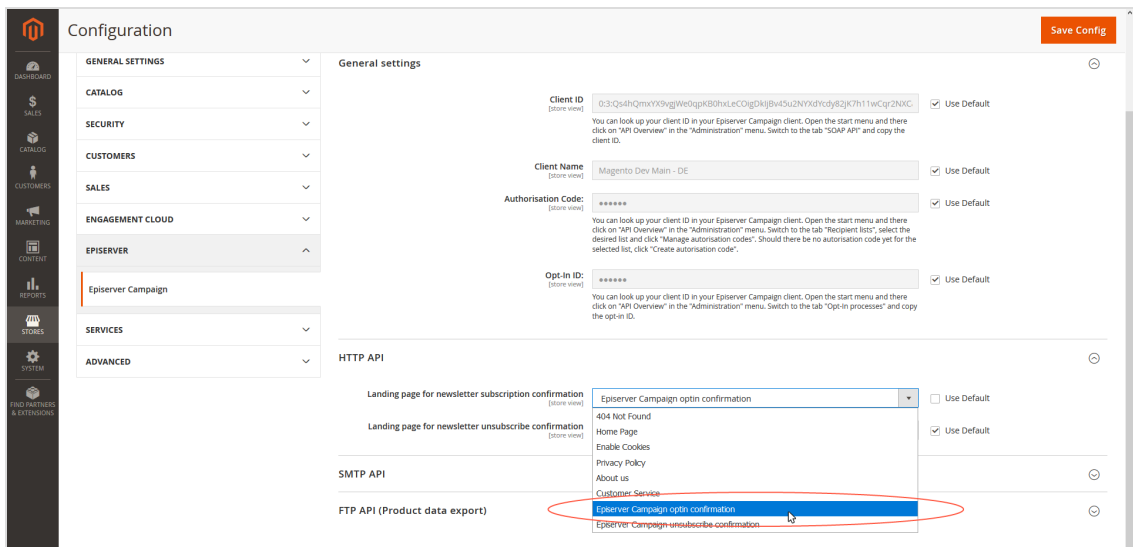 Configuration
Save Config
DASHBOARD
SALES
CATALOG
CUSTOMERS
MARKETING
CONTENT
REPORTS
STORES
SYSTEM
FIND PARTNERS
& EXTENSIONS
GENERAL SETTINGS
CATALOG
SECURITY
CUSTOMERS
SALES
ENGAGEMENT CLOUD
EPISERVER
Episerver Campaign
SERVICES
ADVANCED
General settings
Client ID
[store view]
Use Default
You can look up your client ID in your Episerver Campaign client. Open the start menu and there
click on "API Overview" in the "Administration" menu. Switch to the tab "SOAP API" and copy the
client ID.
Client Name
[store view]
Magento Dev Main - DE
Use Default
Authorisation Code:
[store view]
••••••
Use Default
You can look up your client ID in your Episerver Campaign client. Open the start menu and there
click on "API Overview" in the "Administration" menu. Switch to the tab "Recipient lists", select the
desired list and click "Manage autorisation codes". Should there be no autorisation code yet for the
selected list, click "Create autorisation code".
Opt-In ID:
[store view]
••••••
Use Default
You can look up your client ID in your Episerver Campaign client. Open the start menu and there
click on "API Overview" in the "Administration" menu. Switch to the tab "Opt-In processes" and copy
the opt-in ID.
HTTP API
Landing page for newsletter subscription confirmation
[store view]
Episerver Campaign optin confirmation
Use Default
Landing page for newsletter unsubscribe confirmation
[store view]
Use Default
404 Not Found
Home Page
Enable Cookies
Privacy Policy
About us
Customer Service
Episerver Campaign optin confirmation
Episerver Campaign unsubscribe confirmation
SMTP API
FTP API (Product data export)